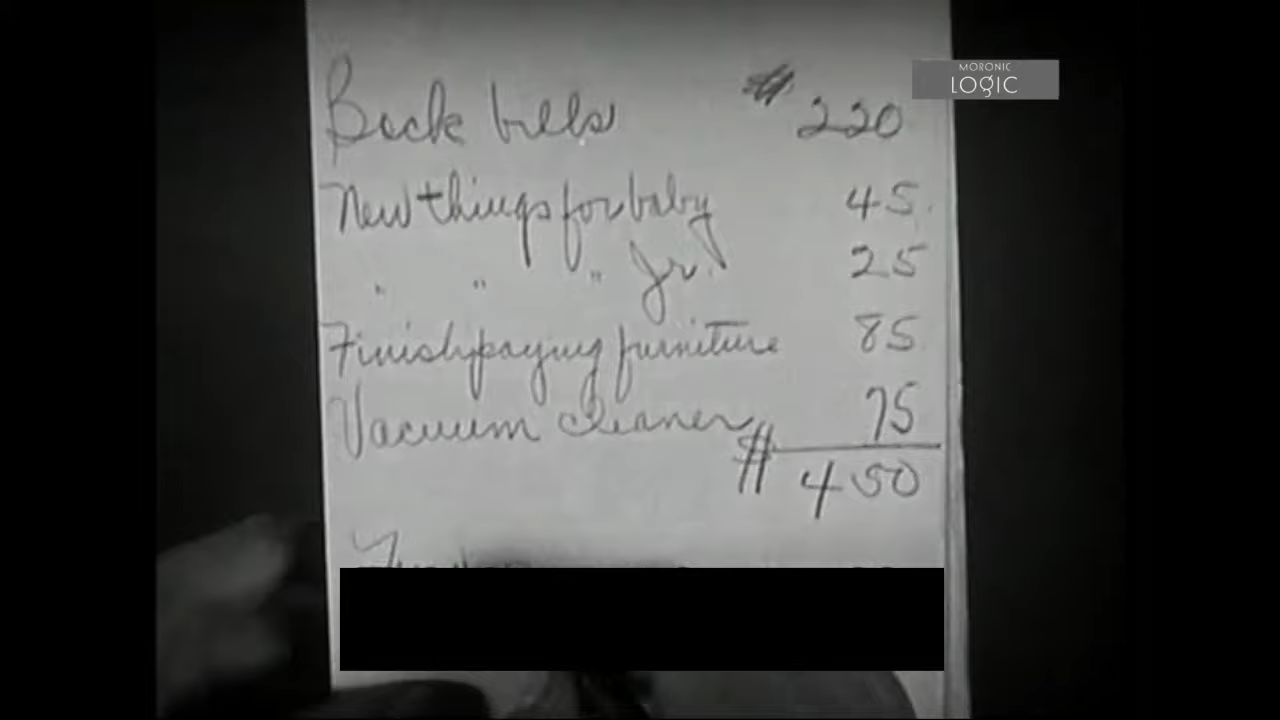 MORONIC
LOGIC
Back bills $220
New things for baby 45
" " " Jr. 25
Finish paying furniture 85
Vacuum cleaner 75
$450